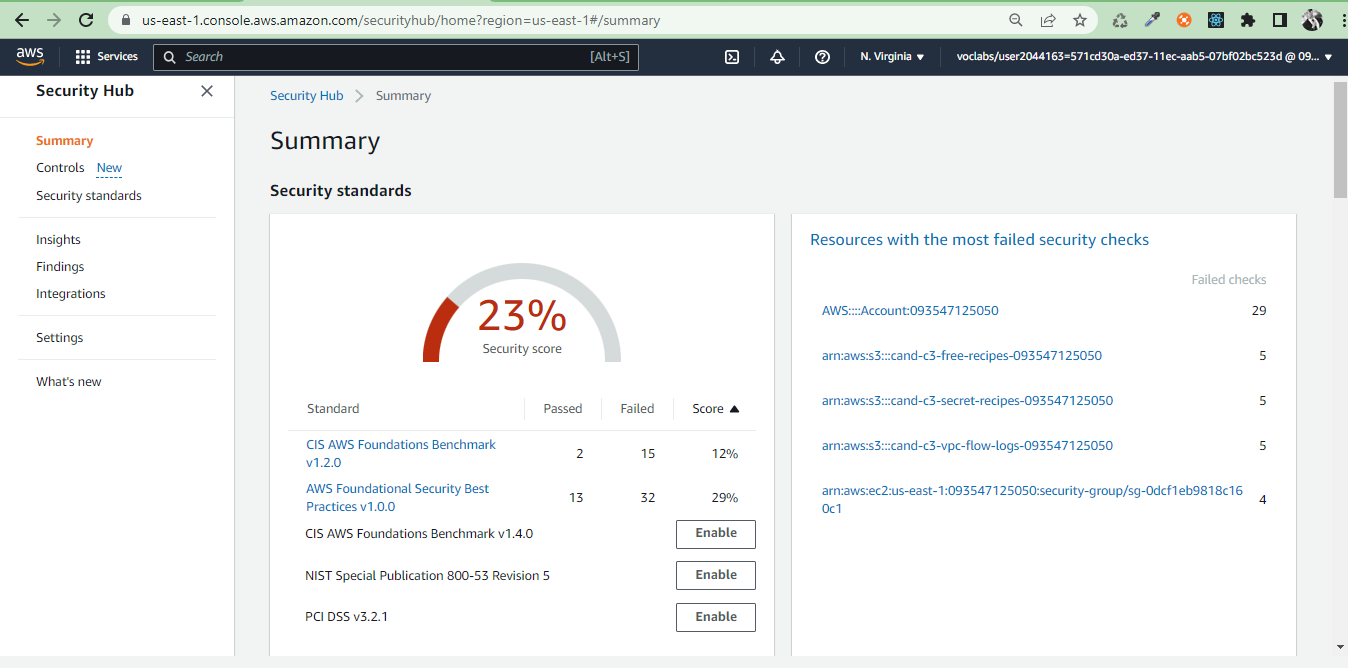 us-east-1.console.aws.amazon.com/securityhub/home?region=us-east-1#/summary
aws
Services
Search
[Alt+S]
N. Virginia
voclabs/user2044163=571cd30a-ed37-11ec-aab5-07bf02bc523d @ 09...
Security Hub
Summary
Controls New
Security standards
Insights
Findings
Integrations
Settings
What's new
Security Hub Summary
Summary
Security standards
23%
Security score
Standard Passed Failed Score
CIS AWS Foundations Benchmark
v1.2.0
2 15 12%
AWS Foundational Security Best
Practices v1.0.0
13 32 29%
CIS AWS Foundations Benchmark v1.4.0 Enable
NIST Special Publication 800-53 Revision 5 Enable
PCI DSS v3.2.1 Enable
Resources with the most failed security checks
Failed checks
AWS::::Account:093547125050 29
arn:aws:s3:::cand-c3-free-recipes-093547125050 5
arn:aws:s3:::cand-c3-secret-recipes-093547125050 5
arn:aws:s3:::cand-c3-vpc-flow-logs-093547125050 5
arn:aws:ec2:us-east-1:093547125050:security-group/sg-0dcf1eb9818c16
0c1
4